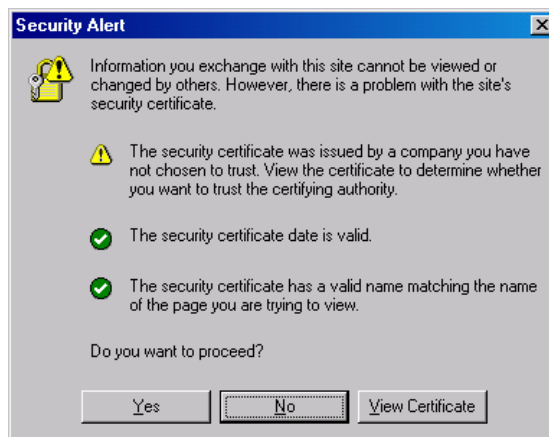 Security Alert
Information you exchange with this site cannot be viewed or
changed by others. However, there is a problem with the site's
security certificate.
The security certificate was issued by a company you have
not chosen to trust. View the certificate to determine whether
you want to trust the certifying authority.
The security certificate date is valid.
The security certificate has a valid name matching the name
of the page you are trying to view.
Do you want to proceed?
Yes No View Certificate